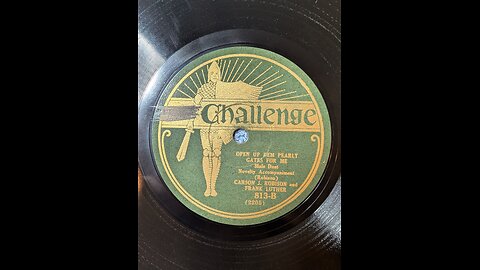 Challenge
OPEN UP DEM PEARLY
GATES FOR ME
Male Duet
Novelty Accompaniment
(Robison)
CARSON J. ROBISON and
FRANK LUTHER
813-B
(2205)